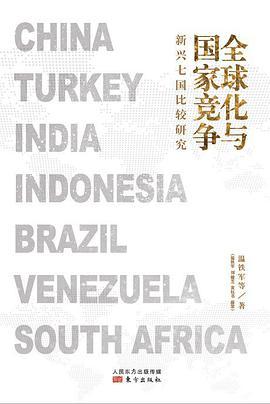 CHINA
TURKEY
INDIA
INDONESIA
BRAZIL
VENEZUELA
SOUTH AFRICA
全球化与
国家竞争
新兴七国比较研究
温铁军等/著
人民东方出版传媒
东方出版社